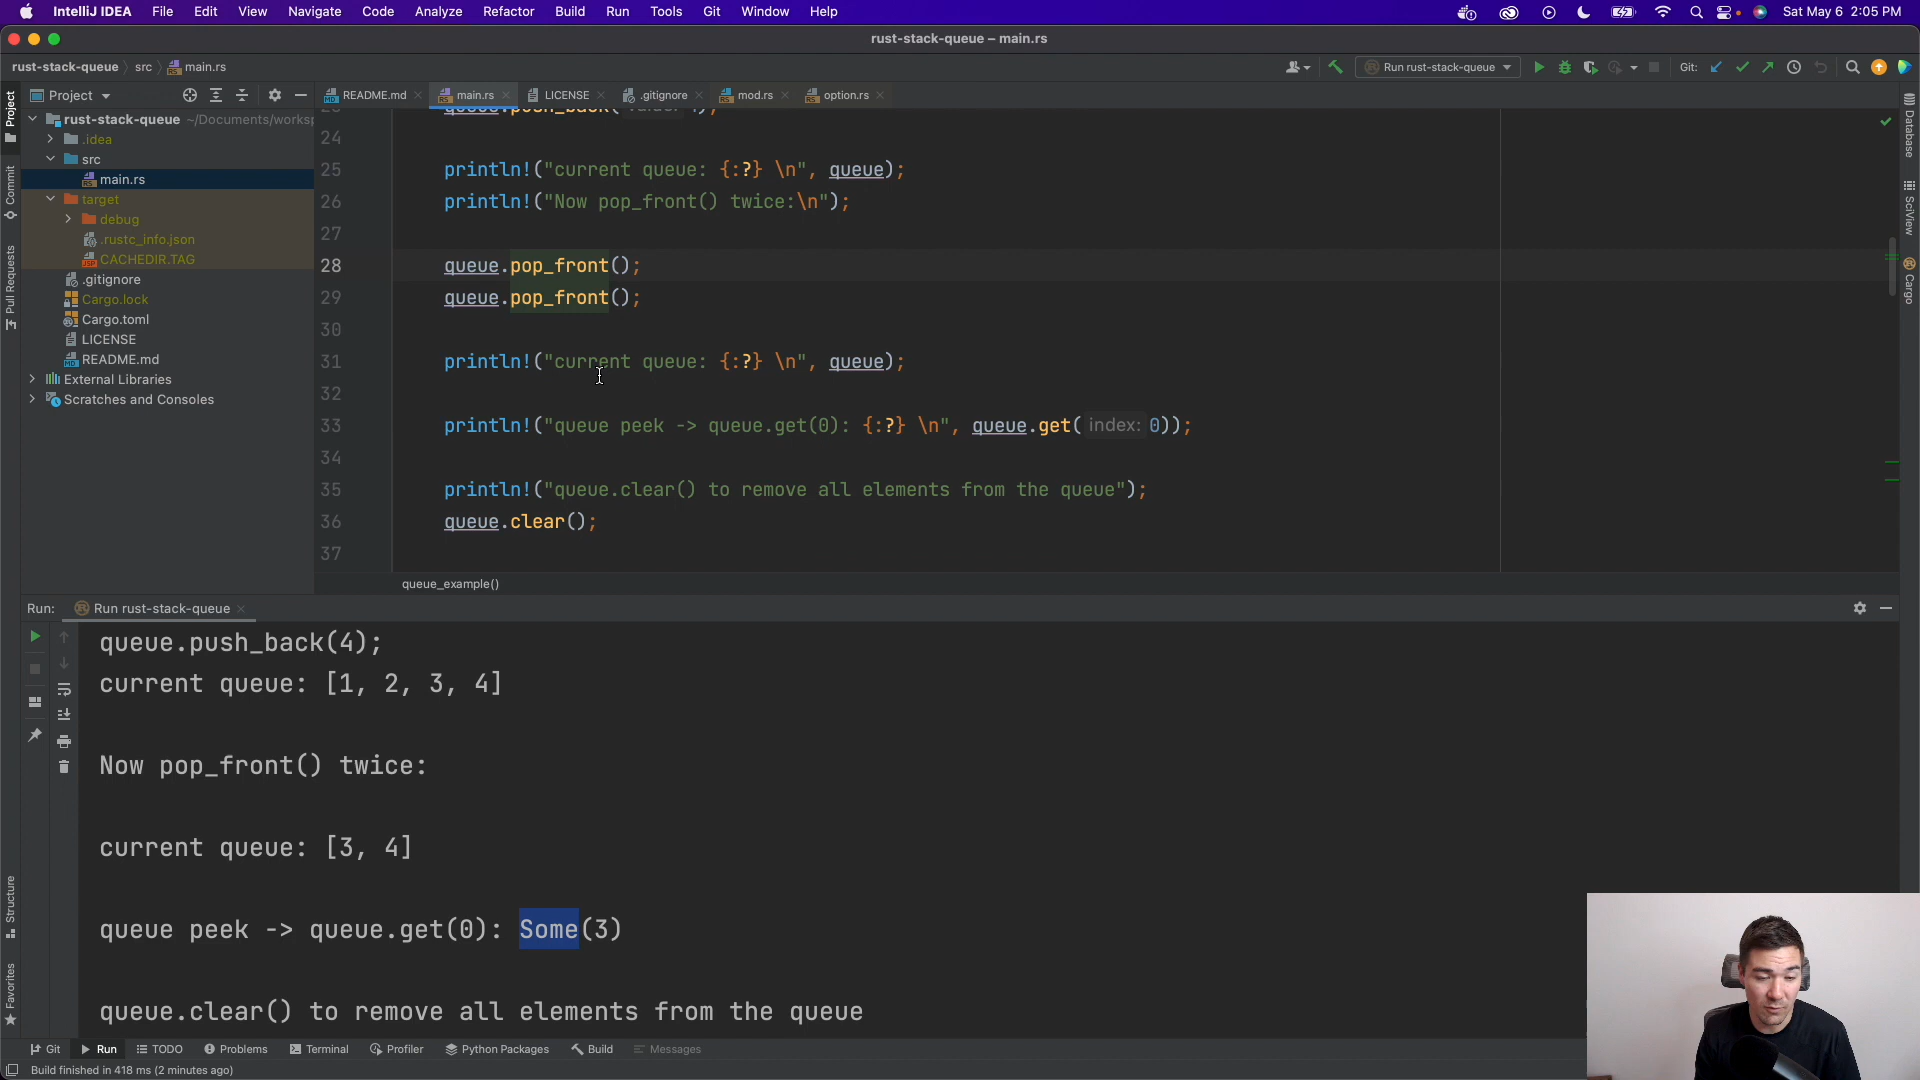 IntelliJ IDEA File Edit View Navigate Code Analyze Refactor Build Run Tools Git Window Help Sat May 6 2:05 PM
rust-stack-queue – main.rs
rust-stack-queue src main.rs Run rust-stack-queue Git:
Project README.md main.rs LICENSE .gitignore mod.rs option.rs
rust-stack-queue ~/Documents/worksp
.idea
src
main.rs
target
debug
.rustc_info.json
CACHEDIR.TAG
.gitignore
Cargo.lock
Cargo.toml
LICENSE
README.md
External Libraries
Scratches and Consoles
Project
Commit
Pull Requests
Structure
Favorites
Database
SciView
Cargo
24
25 println!("current queue: {:?} \n", queue);
26 println!("Now pop_front() twice:\n");
27
28 queue.pop_front();
29 queue.pop_front();
30
31 println!("current queue: {:?} \n", queue);
32
33 println!("queue peek -> queue.get(0): {:?} \n", queue.get( index: 0));
34
35 println!("queue.clear() to remove all elements from the queue");
36 queue.clear();
37
queue_example()
Run: Run rust-stack-queue
queue.push_back(4);
current queue: [1, 2, 3, 4]
Now pop_front() twice:
current queue: [3, 4]
queue peek -> queue.get(0): Some(3)
queue.clear() to remove all elements from the queue
Git Run TODO Problems Terminal Profiler Python Packages Build Messages
Build finished in 418 ms (2 minutes ago)